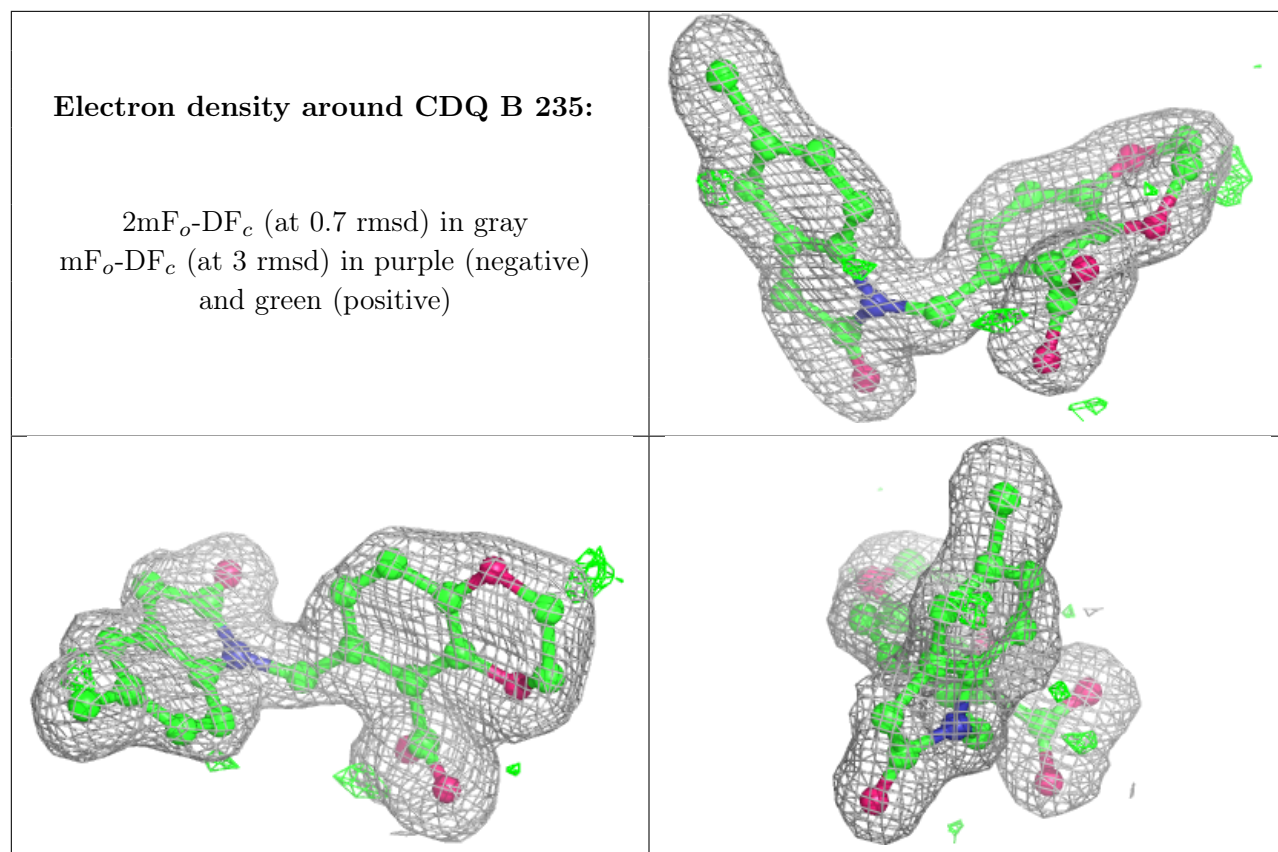 Electron density around CDQ B 235:
2mFo-DFc (at 0.7 rmsd) in gray
mFo-DFc (at 3 rmsd) in purple (negative)
and green (positive)